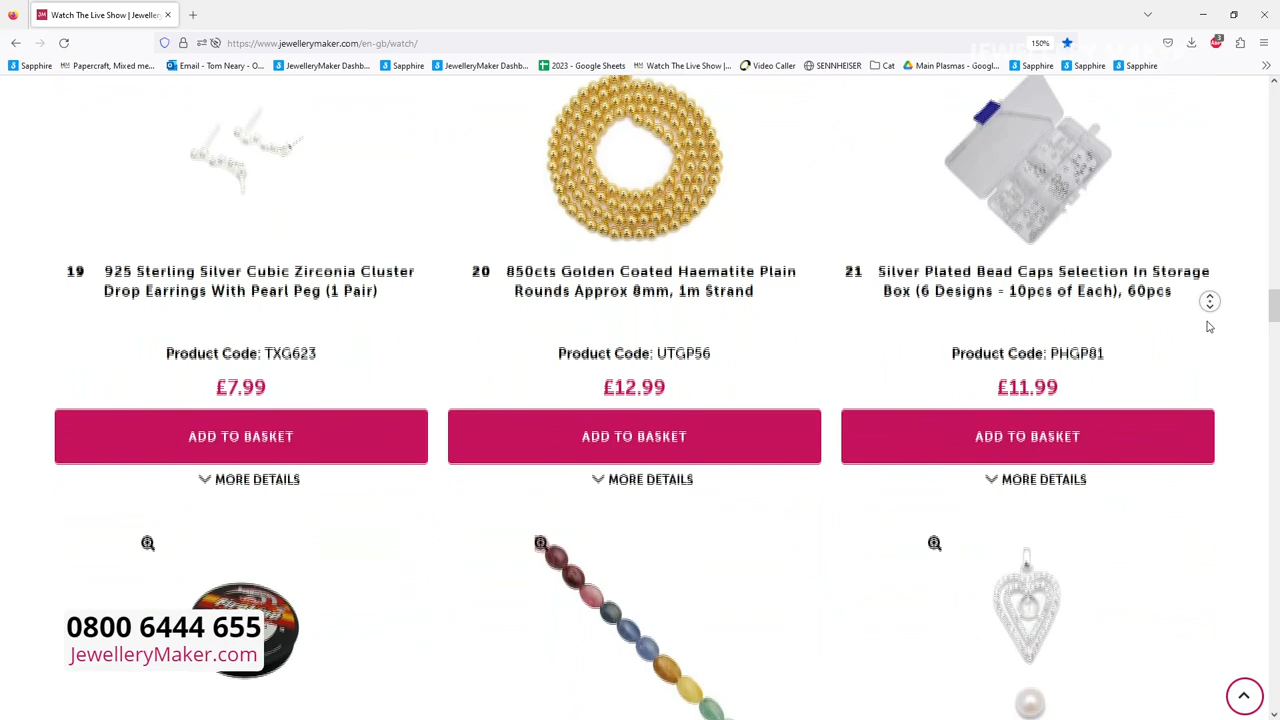 Watch The Live Show | Jewellery
https://www.jewellerymaker.com/en-gb/watch/
150%
3
Sapphire
Papercraft, Mixed me...
Email - Tom Neary - O...
JewelleryMaker Dashb...
Sapphire
JewelleryMaker Dashb...
2023 - Google Sheets
Watch The Live Show |...
Video Caller
SENNHEISER
Cat
Main Plasmas - Googl...
Sapphire
Sapphire
Sapphire
19 925 Sterling Silver Cubic Zirconia Cluster
Drop Earrings With Pearl Peg (1 Pair)
Product Code: TXG623
£7.99
ADD TO BASKET
MORE DETAILS
20 850cts Golden Coated Haematite Plain
Rounds Approx 8mm, 1m Strand
Product Code: UTGP56
£12.99
ADD TO BASKET
MORE DETAILS
21 Silver Plated Bead Caps Selection In Storage
Box (6 Designs = 10pcs of Each), 60pcs
Product Code: PHGP81
£11.99
ADD TO BASKET
MORE DETAILS
0800 6444 655
JewelleryMaker.com